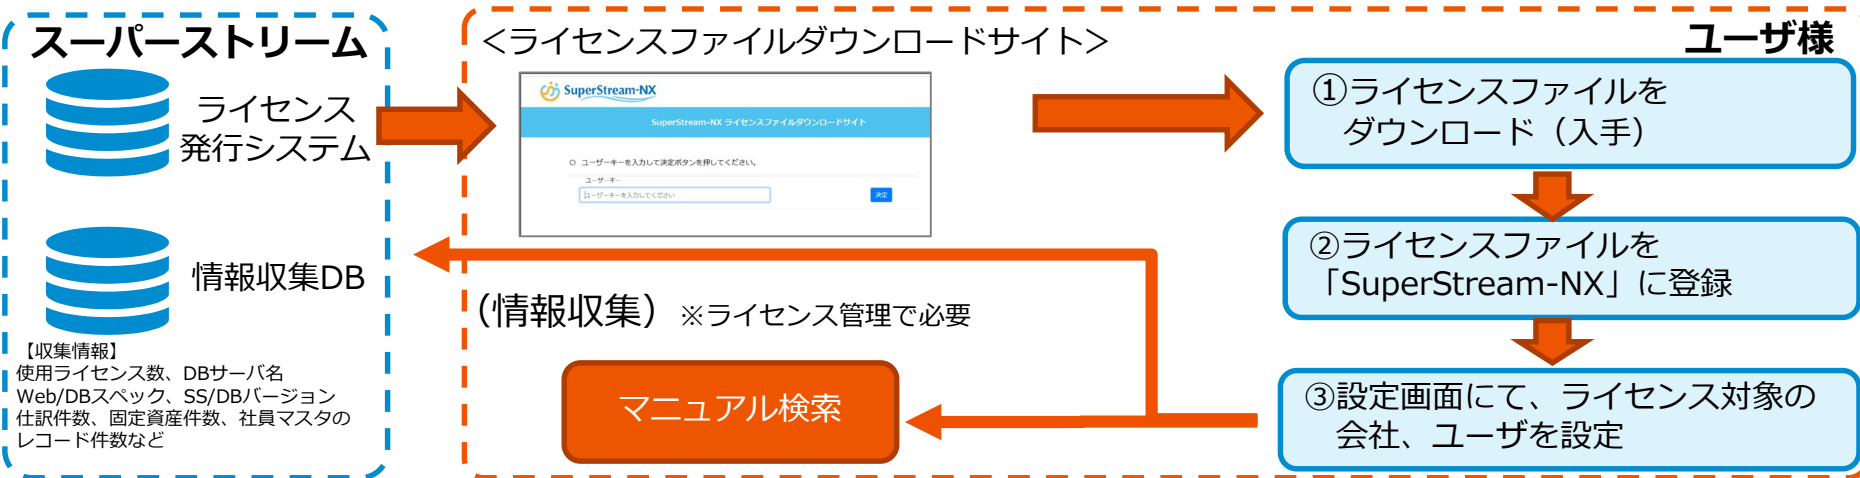 スーパーストリーム
ライセンス
発行システム
情報収集DB
【収集情報】
使用ライセンス数、DBサーバ名
Web/DBスペック、SS/DBバージョン
仕訳件数、固定資産件数、社員マスタの
レコード件数など
<ライセンスファイルダウンロードサイト>
SuperStream-NX
SuperStream-NX ライセンスファイルダウンロードサイト
○ ユーザーキーを入力して決定ボタンを押してください。
ユーザーキー
ユーザーキーを入力してください
決定
(情報収集)※ライセンス管理で必要
マニュアル検索
ユーザ様
①ライセンスファイルを
ダウンロード(入手)
②ライセンスファイルを
「SuperStream-NX」に登録
③設定画面にて、ライセンス対象の
会社、ユーザを設定